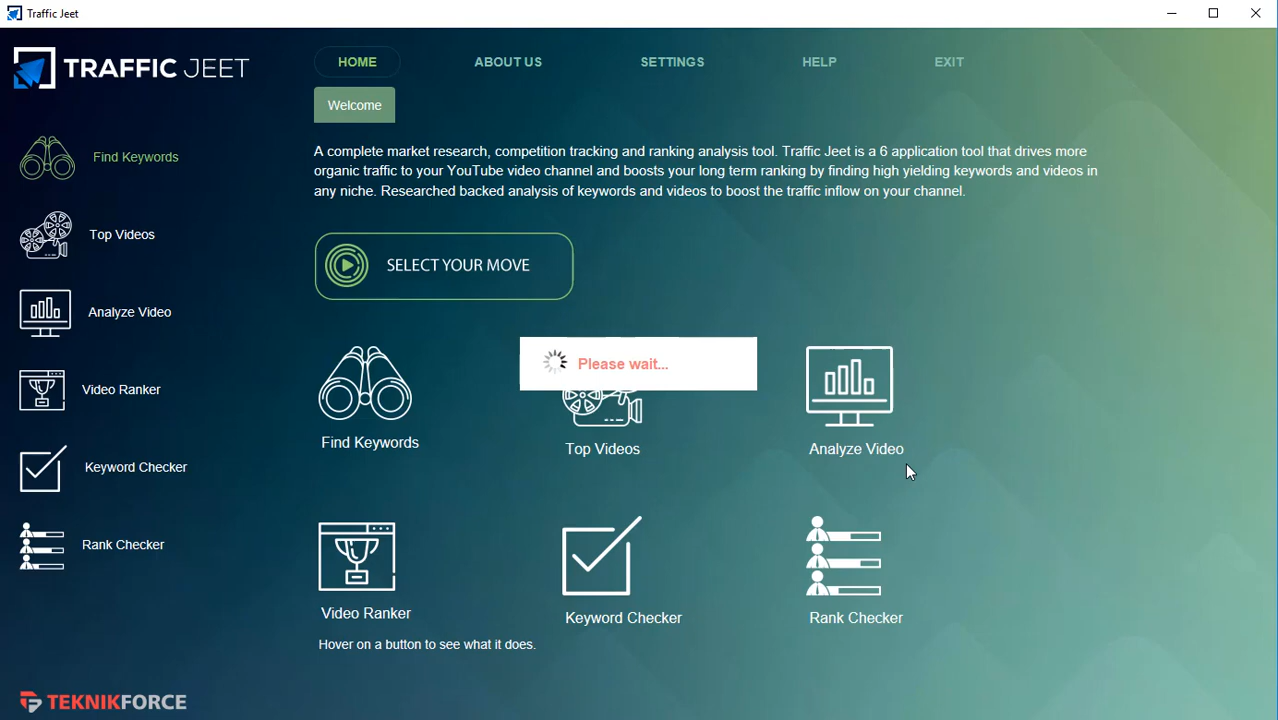 Traffic Jeet
TRAFFIC JEET
HOME
ABOUT US
SETTINGS
HELP
EXIT
Welcome
Find Keywords
Top Videos
Analyze Video
Video Ranker
Keyword Checker
Rank Checker
A complete market research, competition tracking and ranking analysis tool. Traffic Jeet is a 6 application tool that drives more
organic traffic to your YouTube video channel and boosts your long term ranking by finding high yielding keywords and videos in
any niche. Researched backed analysis of keywords and videos to boost the traffic inflow on your channel.
SELECT YOUR MOVE
Please wait...
Find Keywords
Top Videos
Analyze Video
Video Ranker
Keyword Checker
Rank Checker
Hover on a button to see what it does.
TEKNIKFORCE